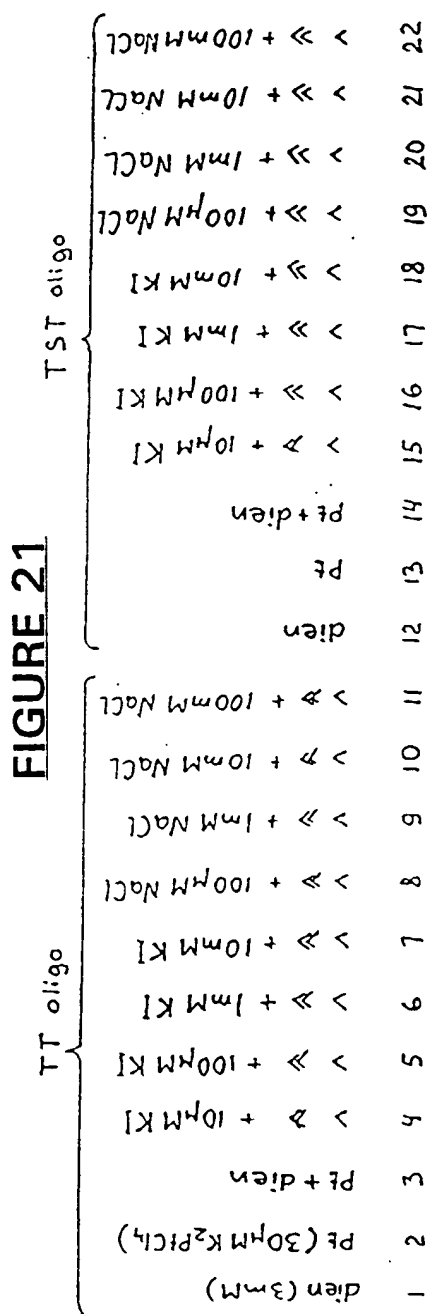 FIGURE 21
TT oligo
1 dien (3mM)
2 Pt (30μM K₂PtCl₄)
3 Pt + dien
4 > » + 10μM KI
5 > » + 100μM KI
6 > » + 1mM KI
7 > » + 10mM KI
8 > » + 100μM NaCl
9 > » + 1mM NaCl
10 > » + 10mM NaCl
11 > » + 100mM NaCl
TST oligo
12 dien
13 Pt
14 Pt + dien
15 > » + 10μM KI
16 > » + 100μM KI
17 > » + 1mM KI
18 > » + 10mM KI
19 > » + 100μM NaCl
20 > » + 1mM NaCl
21 > » + 10mM NaCl
22 > » + 100mM NaCl